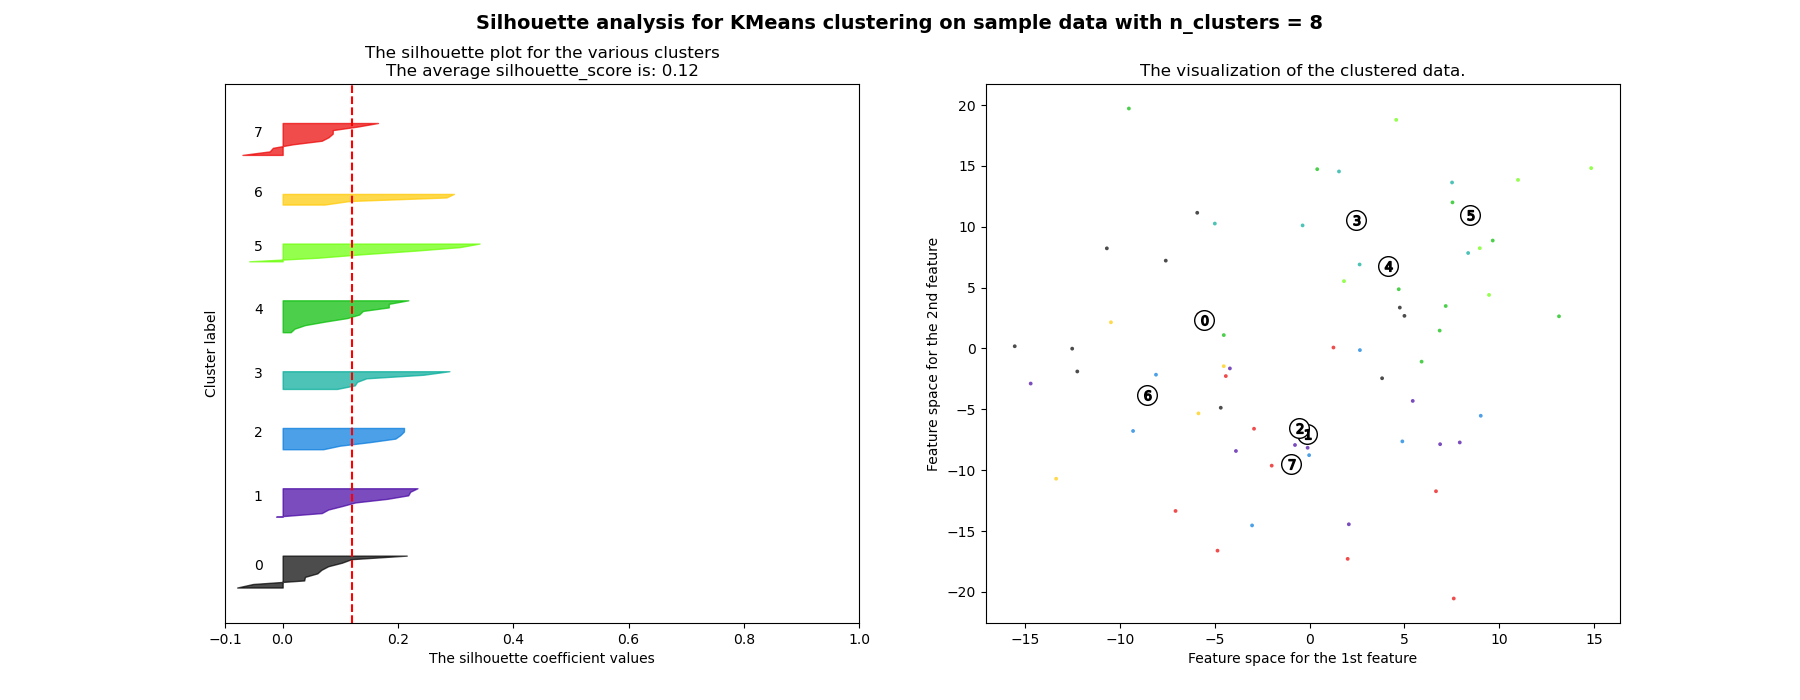 Silhouette analysis for KMeans clustering on sample data with n_clusters = 8
The silhouette plot for the various clusters
The average silhouette_score is: 0.12
Cluster label
7
6
5
4
3
2
1
0
−0.1 0.0 0.2 0.4 0.6 0.8 1.0
The silhouette coefficient values
The visualization of the clustered data.
Feature space for the 2nd feature
20
15
10
5
0
−5
−10
−15
−20
3
5
4
0
6
2
1
7
−15 −10 −5 0 5 10 15
Feature space for the 1st feature